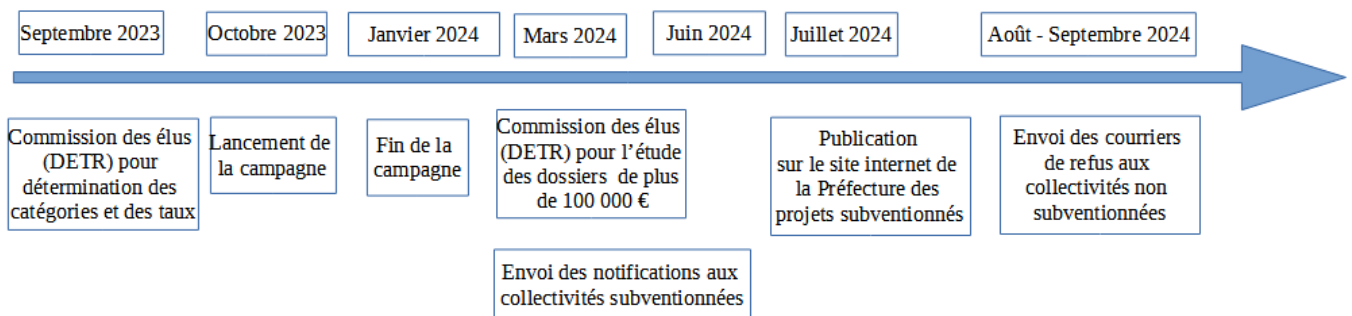 Septembre 2023
Octobre 2023
Janvier 2024
Mars 2024
Juin 2024
Juillet 2024
Août - Septembre 2024
Commission des élus
(DETR) pour
détermination des
catégories et des taux
Lancement de
la campagne
Fin de la
campagne
Commission des élus
(DETR) pour l’étude
des dossiers de plus
de 100 000 €
Envoi des notifications aux
collectivités subventionnées
Publication
sur le site internet de
la Préfecture des
projets subventionnés
Envoi des courriers
de refus aux
collectivités non
subventionnées